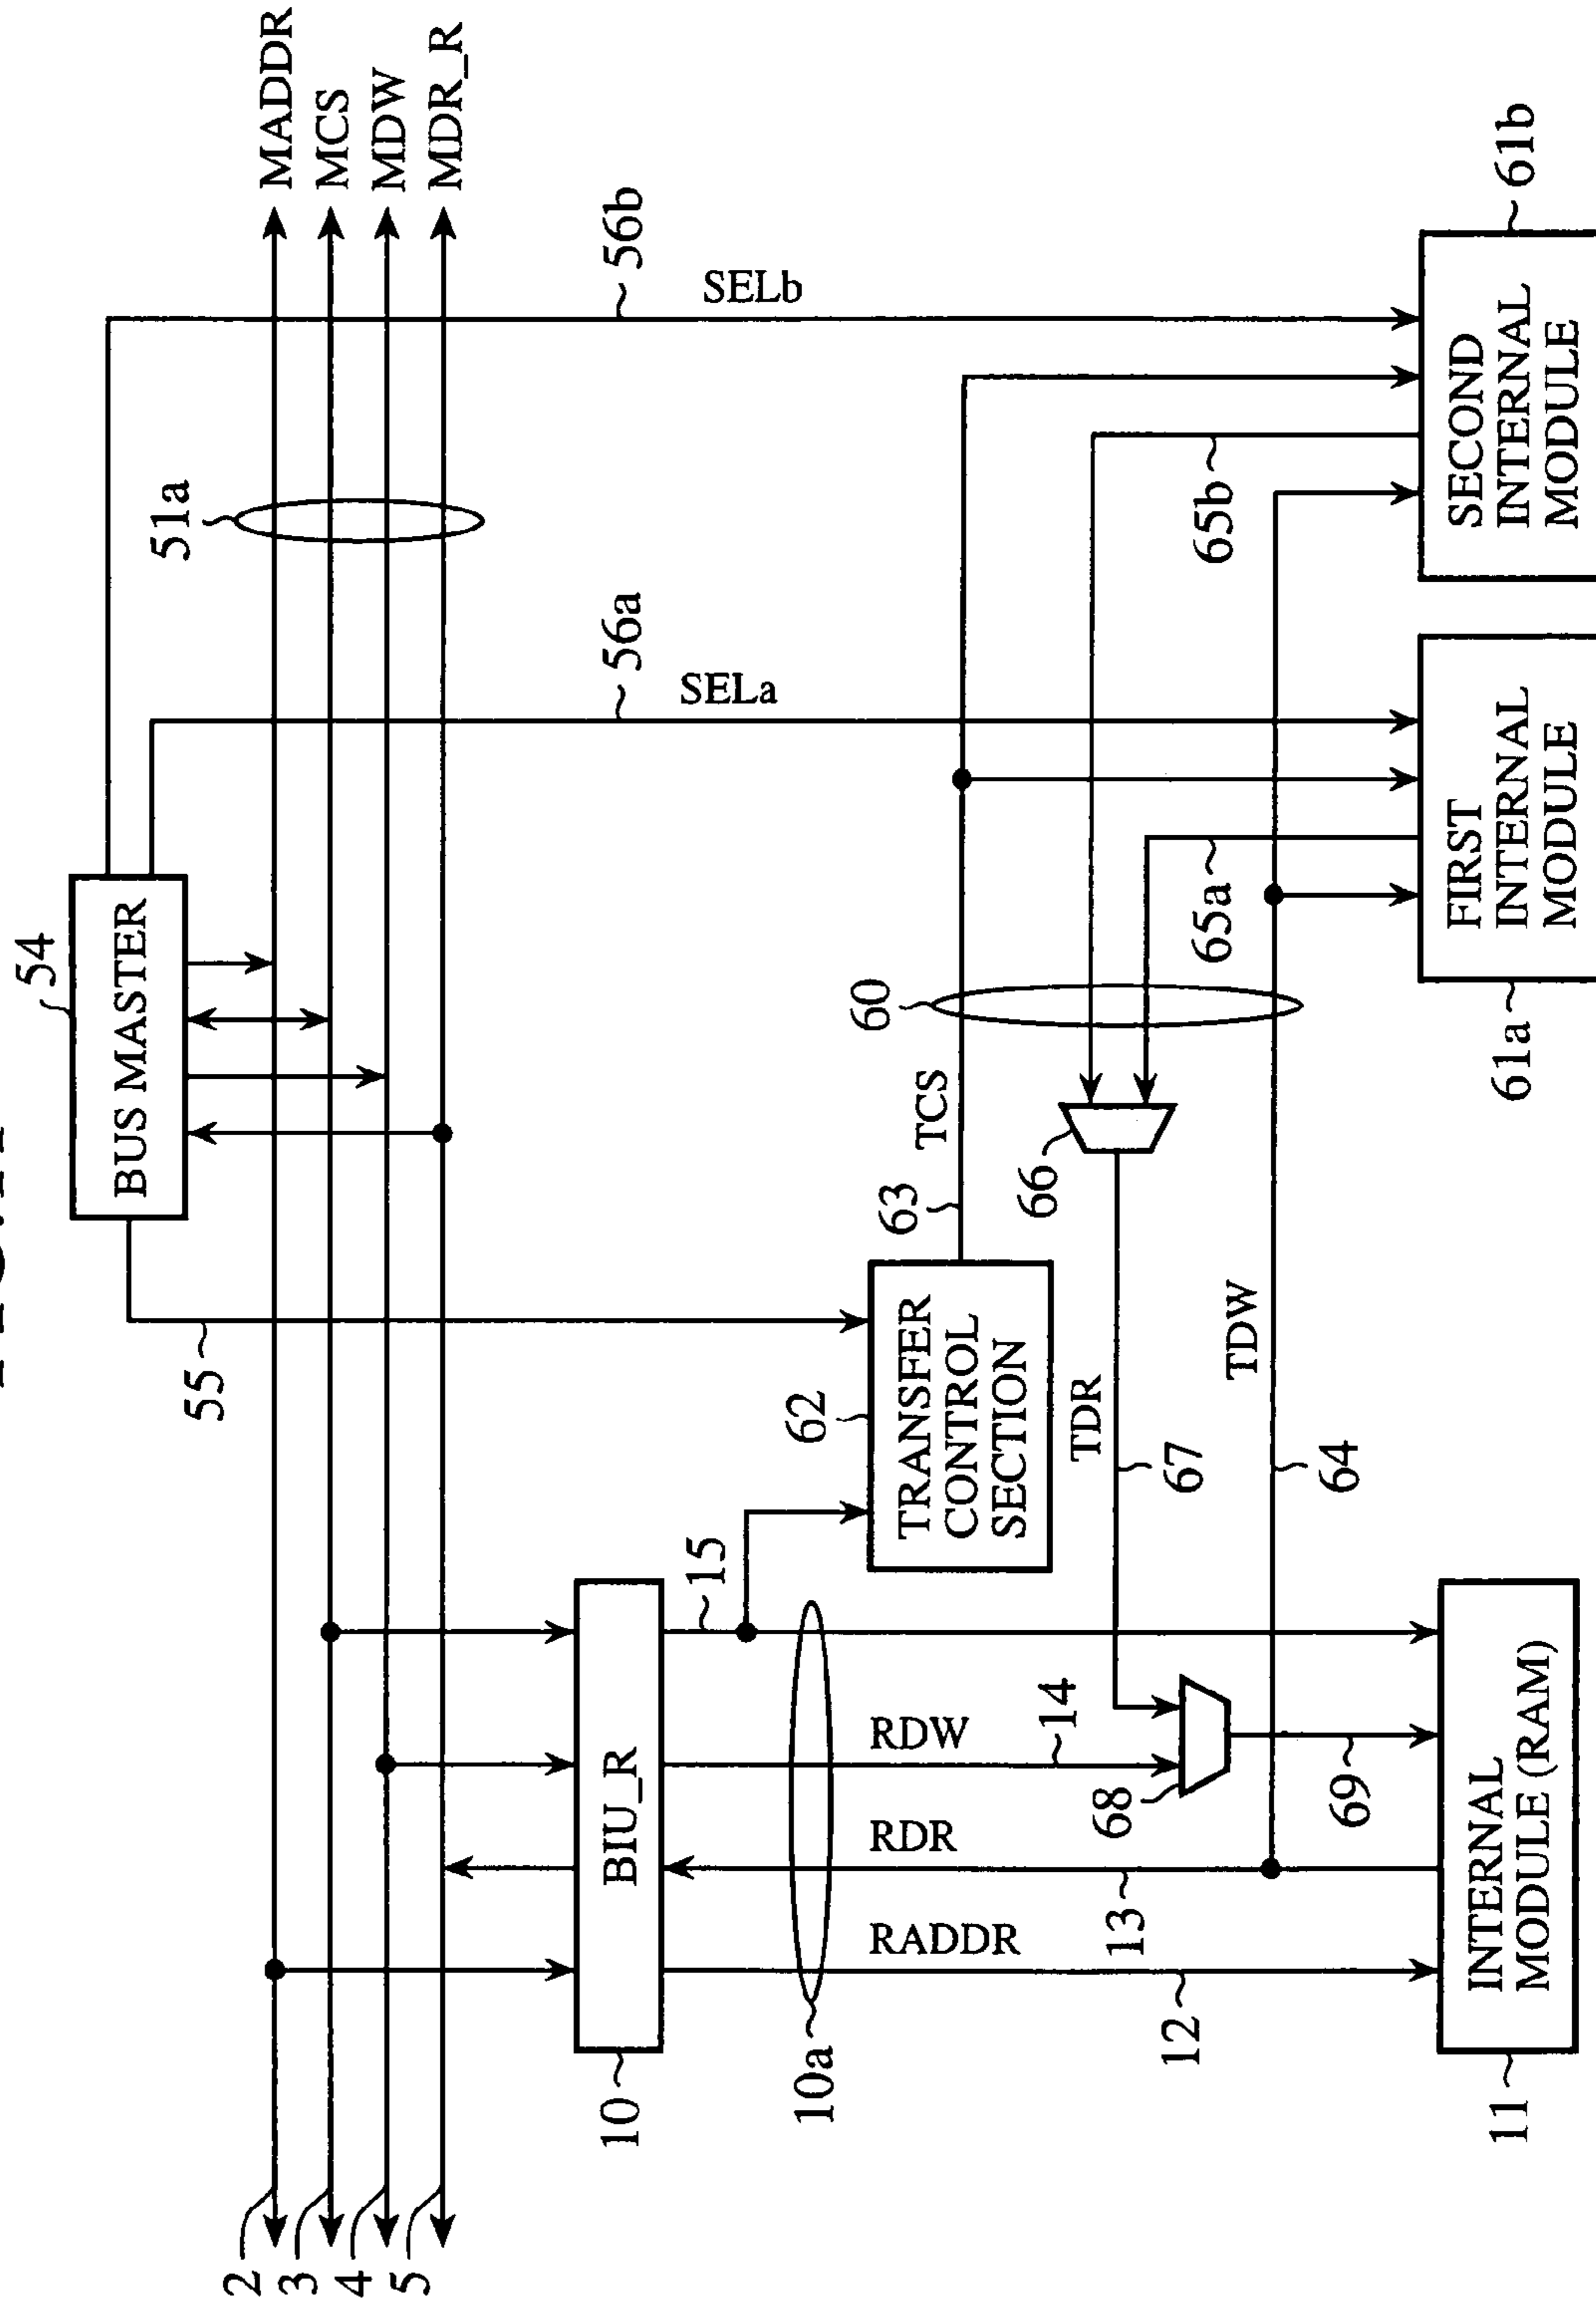 54
BUS MASTER
MADDR
MCS
MDW
MDR_R
51a
55
56a
SELa
56b
SELb
2
3
4
5
10
BIU_R
15
10a
RADDR
RDR
RDW
14
12
13
62
TRANSFER
CONTROL
SECTION
63
TCS
60
66
TDR
67
TDW
64
65a
65b
68
69
11
INTERNAL
MODULE (RAM)
61a
FIRST
INTERNAL
MODULE
61b
SECOND
INTERNAL
MODULE